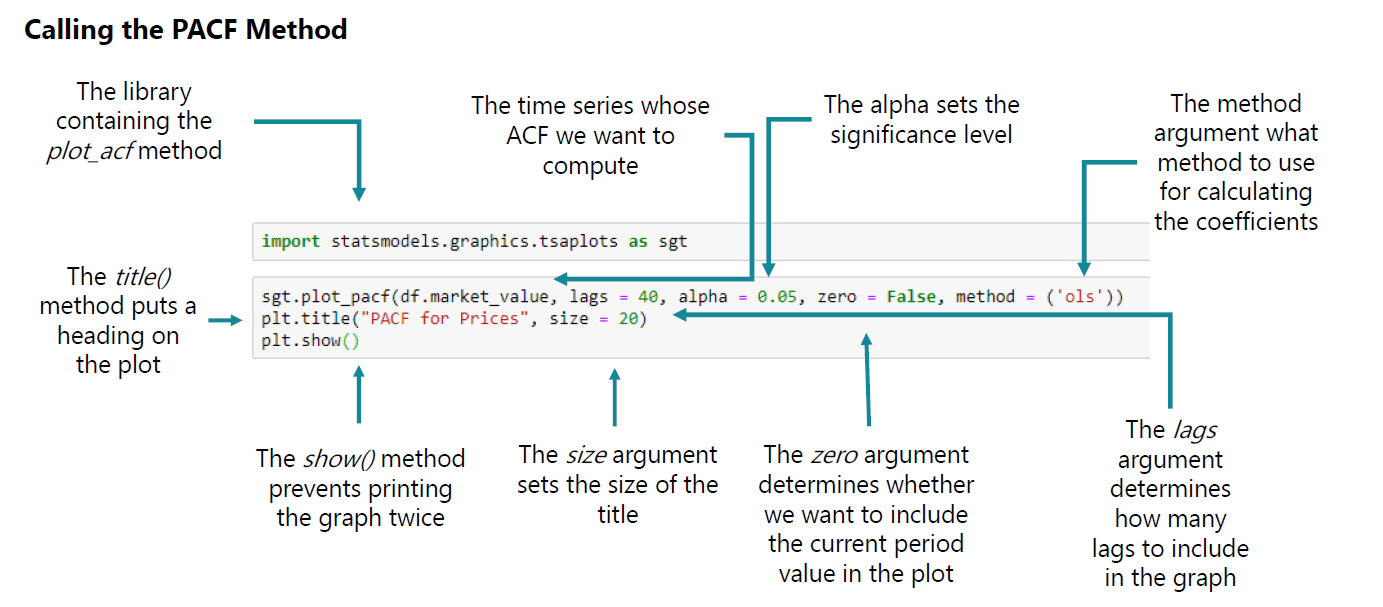 Calling the PACF Method
The library
containing the
plot_acf method
The time series whose
ACF we want to
compute
The alpha sets the
significance level
The method
argument what
method to use
for calculating
the coefficients
import statsmodels.graphics.tsaplots as sgt
The title()
method puts a
heading on
the plot
sgt.plot_pacf(df.market_value, lags = 40, alpha = 0.05, zero = False, method = ('ols'))
plt.title("PACF for Prices", size = 20)
plt.show()
The show() method
prevents printing
the graph twice
The size argument
sets the size of the
title
The zero argument
determines whether
we want to include
the current period
value in the plot
The lags
argument
determines
how many
lags to include
in the graph